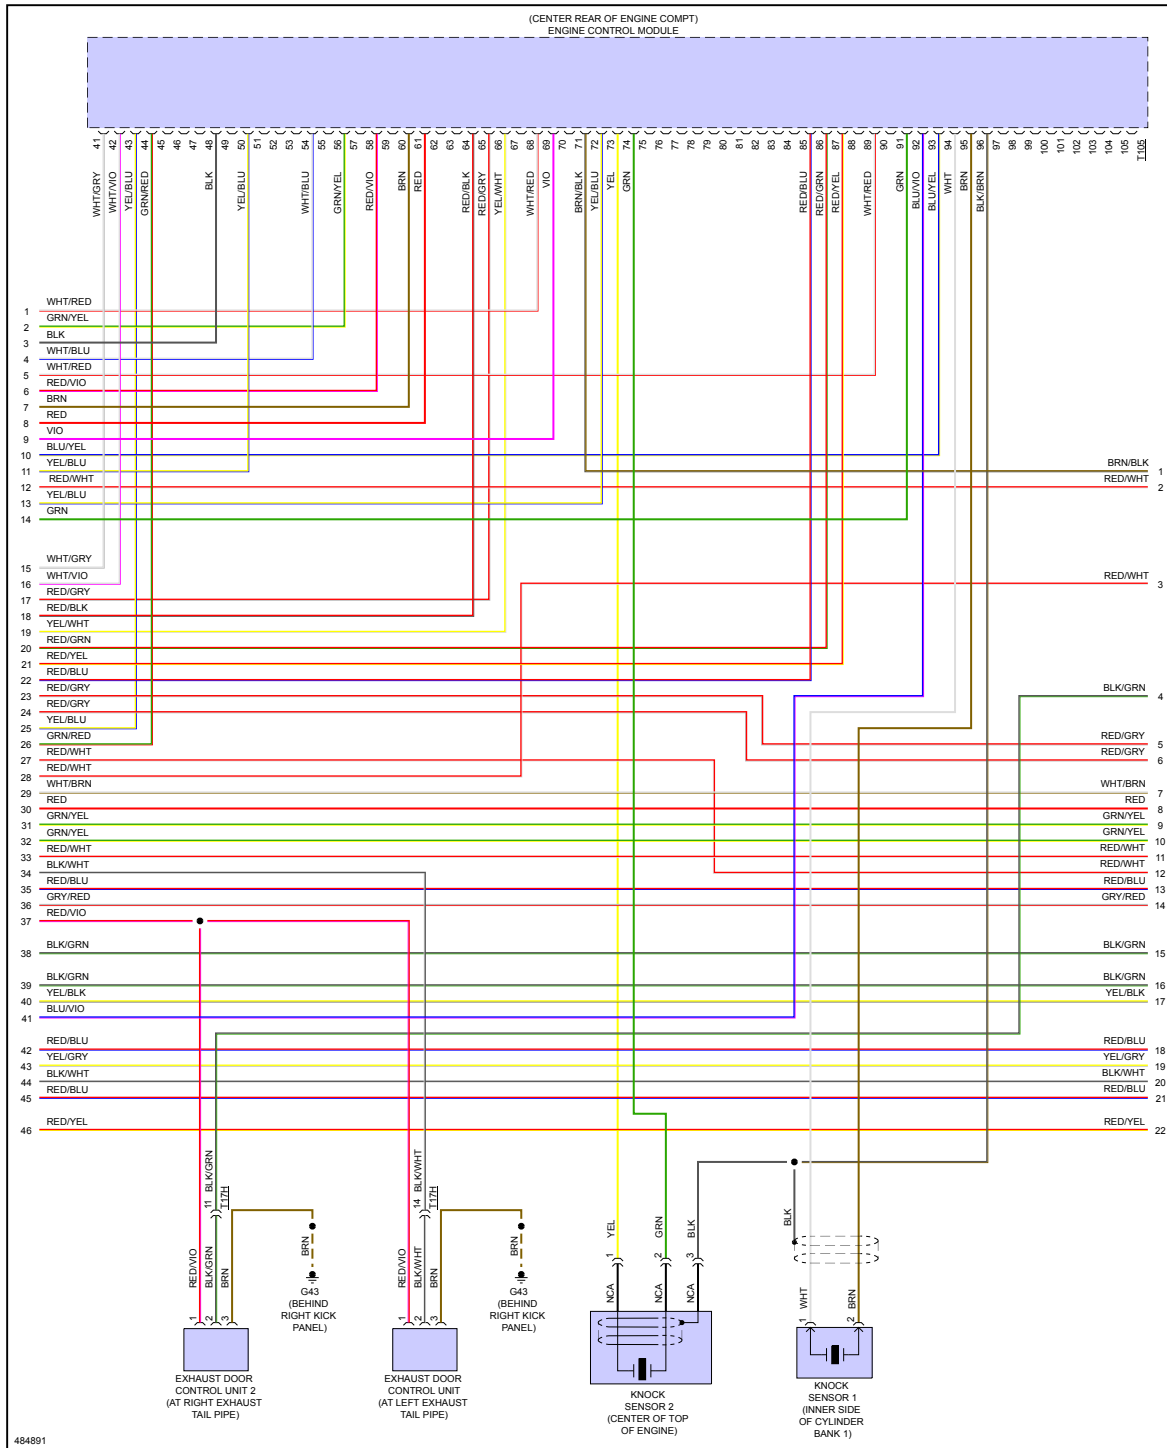 (CENTER REAR OF ENGINE COMPT)
ENGINE CONTROL MODULE
41 42 43 44 45 46 47 48 49 50 51 52 53 54 55 56 57 58 59 60 61 62 63 64 65 66 67 68 69 70 71 72 73 74 75 76 77 78 79 80 81 82 83 84 85 86 87 88 89 90 91 92 93 94 95 96 97 98 99 100 101 102 103 104 105 T105
WHT/GRY WHT/VIO YEL/BLU GRN/RED BLK YEL/BLU WHT/BLU GRN/YEL RED/VIO BRN RED RED/BLK RED/GRY YEL/WHT WHT/RED VIO BRN/BLK YEL/BLU YEL GRN RED/BLU RED/GRN RED/YEL WHT/RED GRN BLU/VIO BLU/YEL WHT BRN BLK/BRN
1 WHT/RED
2 GRN/YEL
3 BLK
4 WHT/BLU
5 WHT/RED
6 RED/VIO
7 BRN
8 RED
9 VIO
10 BLU/YEL
11 YEL/BLU BRN/BLK 1
12 RED/WHT RED/WHT 2
13 YEL/BLU
14 GRN
15 WHT/GRY
16 WHT/VIO RED/WHT 3
17 RED/GRY
18 RED/BLK
19 YEL/WHT
20 RED/GRN
21 RED/YEL
22 RED/BLU
23 RED/GRY BLK/GRN 4
24 RED/GRY
25 YEL/BLU
26 GRN/RED RED/GRY 5
27 RED/WHT RED/GRY 6
28 RED/WHT
29 WHT/BRN WHT/BRN 7
30 RED RED 8
31 GRN/YEL GRN/YEL 9
32 GRN/YEL GRN/YEL 10
33 RED/WHT RED/WHT 11
34 BLK/WHT RED/WHT 12
35 RED/BLU RED/BLU 13
36 GRY/RED GRY/RED 14
37 RED/VIO
38 BLK/GRN BLK/GRN 15
39 BLK/GRN BLK/GRN 16
40 YEL/BLK YEL/BLK 17
41 BLU/VIO
42 RED/BLU RED/BLU 18
43 YEL/GRY YEL/GRY 19
44 BLK/WHT BLK/WHT 20
45 RED/BLU RED/BLU 21
46 RED/YEL RED/YEL 22
11 BLK/GRN T17H
14 BLK/WHT T17H
RED/VIO BLK/GRN BRN
1 2 3
BRN
G43
(BEHIND
RIGHT KICK
PANEL)
RED/VIO BLK/WHT BRN
1 2 3
BRN
G43
(BEHIND
RIGHT KICK
PANEL)
YEL GRN BLK
1 2 3
NCA NCA NCA
BLK
WHT BRN
1 2
EXHAUST DOOR
CONTROL UNIT 2
(AT RIGHT EXHAUST
TAIL PIPE)
EXHAUST DOOR
CONTROL UNIT
(AT LEFT EXHAUST
TAIL PIPE)
KNOCK
SENSOR 2
(CENTER OF TOP
OF ENGINE)
KNOCK
SENSOR 1
(INNER SIDE
OF CYLINDER
BANK 1)
484891